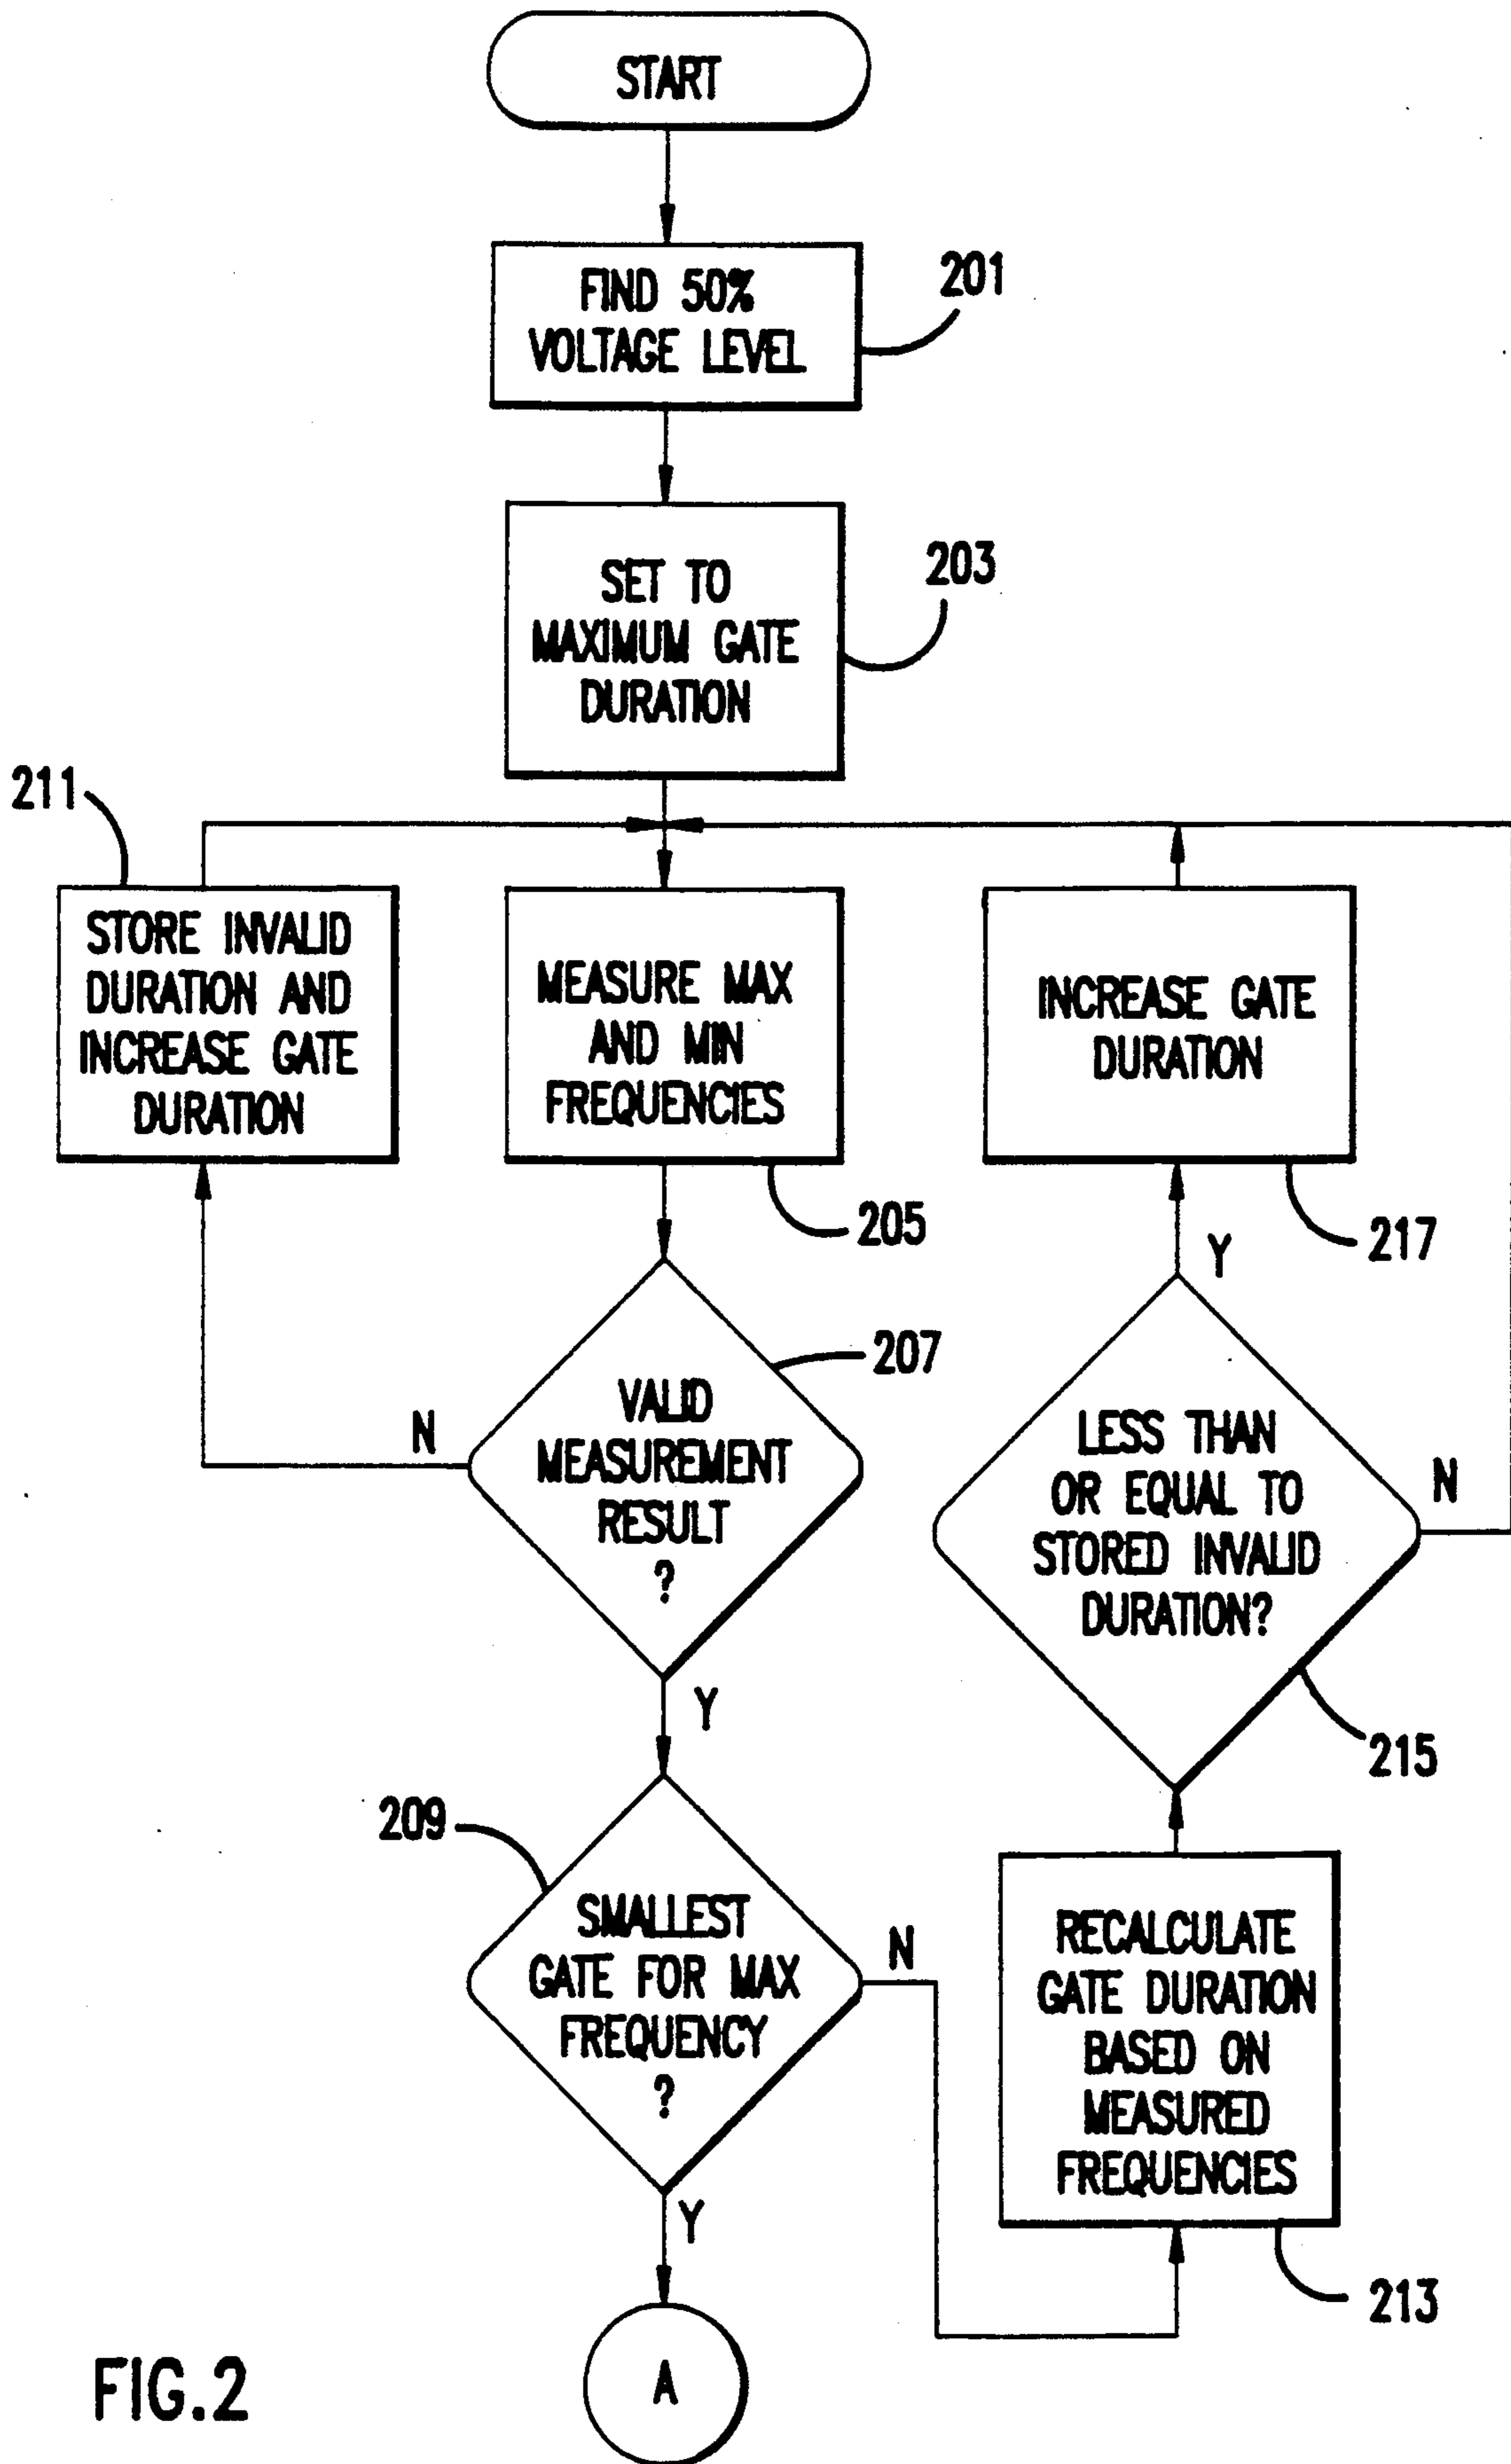 START
FIND 50%
VOLTAGE LEVEL
201
SET TO
MAXIMUM GATE
DURATION
203
211
STORE INVALID
DURATION AND
INCREASE GATE
DURATION
MEASURE MAX
AND MIN
FREQUENCIES
205
INCREASE GATE
DURATION
217
Y
N
VALID
MEASUREMENT
RESULT
?
207
LESS THAN
OR EQUAL TO
STORED INVALID
DURATION?
N
215
Y
209
SMALLEST
GATE FOR MAX
FREQUENCY
?
N
RECALCULATE
GATE DURATION
BASED ON
MEASURED
FREQUENCIES
213
Y
A
FIG.2